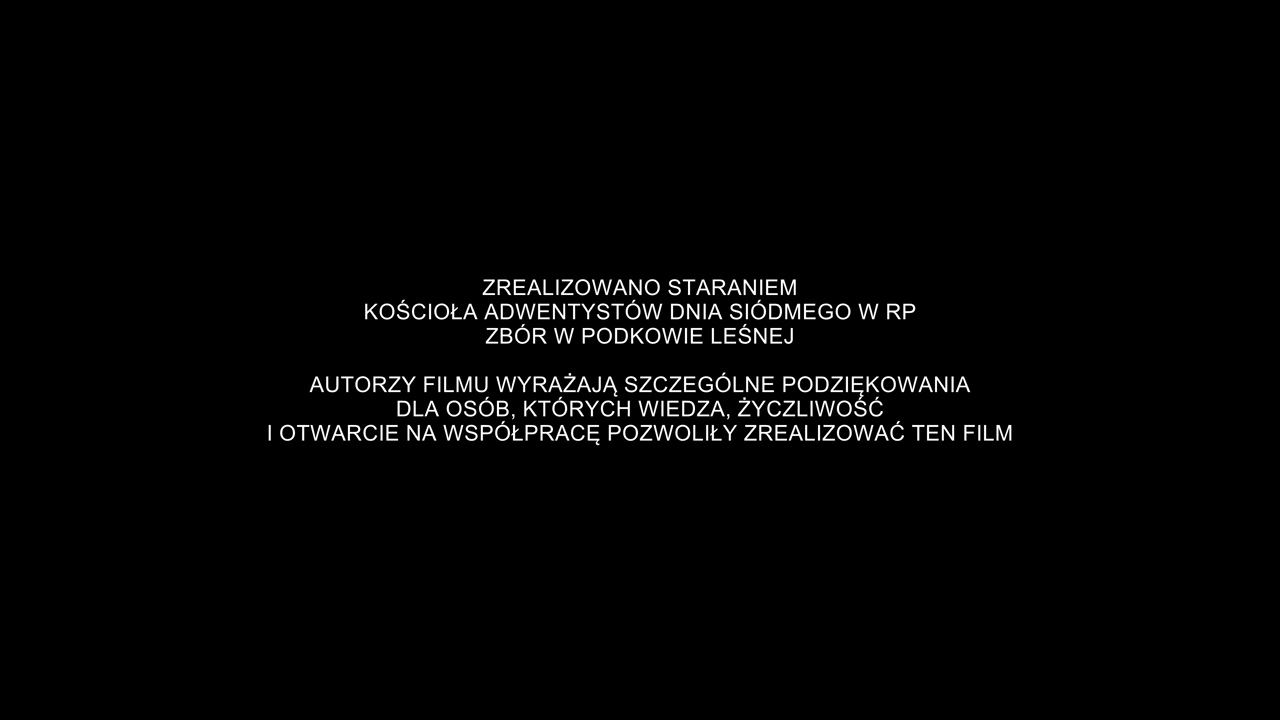 ZREALIZOWANO STARANIEM
KOŚCIOŁA ADWENTYSTÓW DNIA SIÓDMEGO W RP
ZBÓR W PODKOWIE LEŚNEJ
AUTORZY FILMU WYRAŻAJĄ SZCZEGÓLNE PODZIĘKOWANIA
DLA OSÓB, KTÓRYCH WIEDZA, ŻYCZLIWOŚĆ
I OTWARCIE NA WSPÓŁPRACĘ POZWOLIŁY ZREALIZOWAĆ TEN FILM